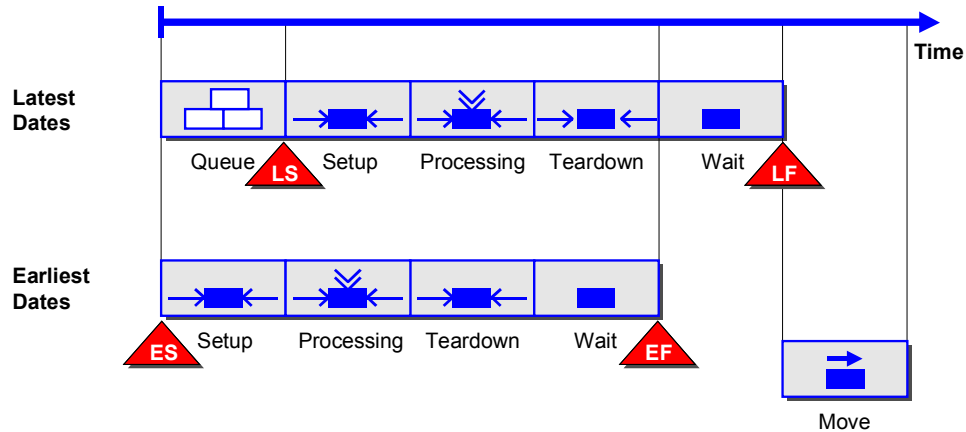 Time
Latest
Dates
Queue
LS
Setup
Processing
Teardown
Wait
LF
Earliest
Dates
ES
Setup
Processing
Teardown
Wait
EF
Move